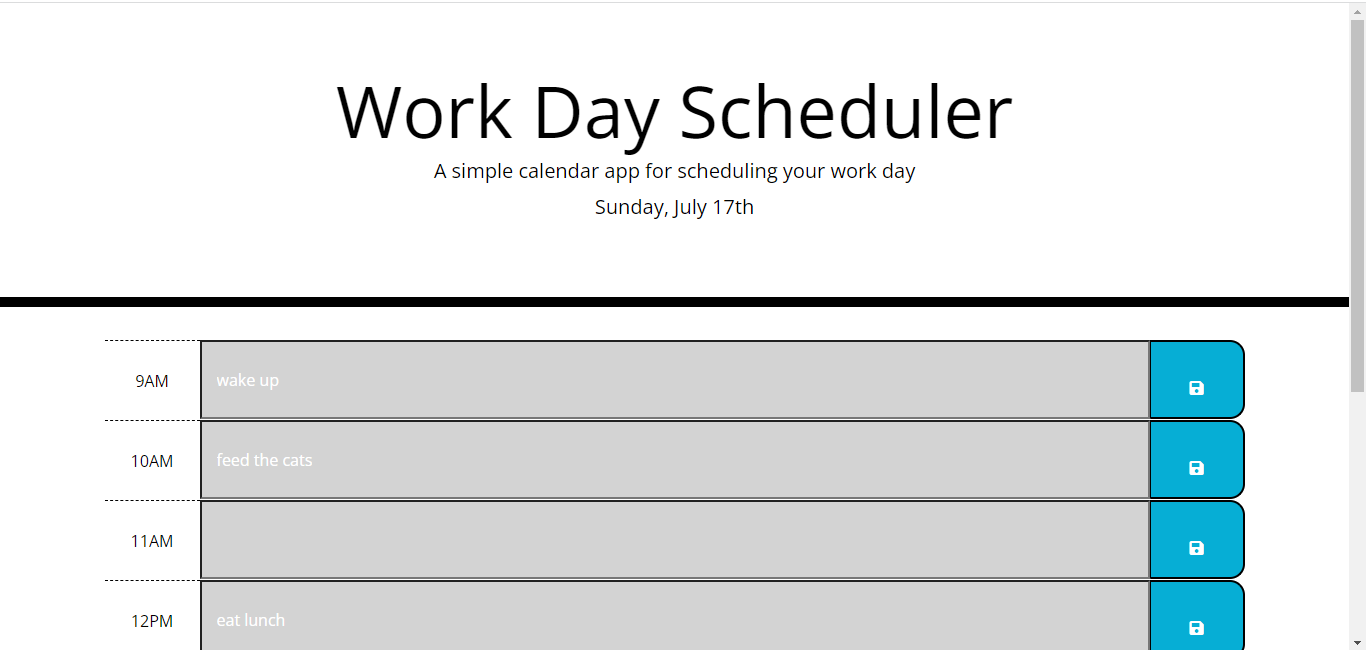 Work Day Scheduler
A simple calendar app for scheduling your work day
Sunday, July 17th
9AM wake up
10AM feed the cats
11AM
12PM eat lunch